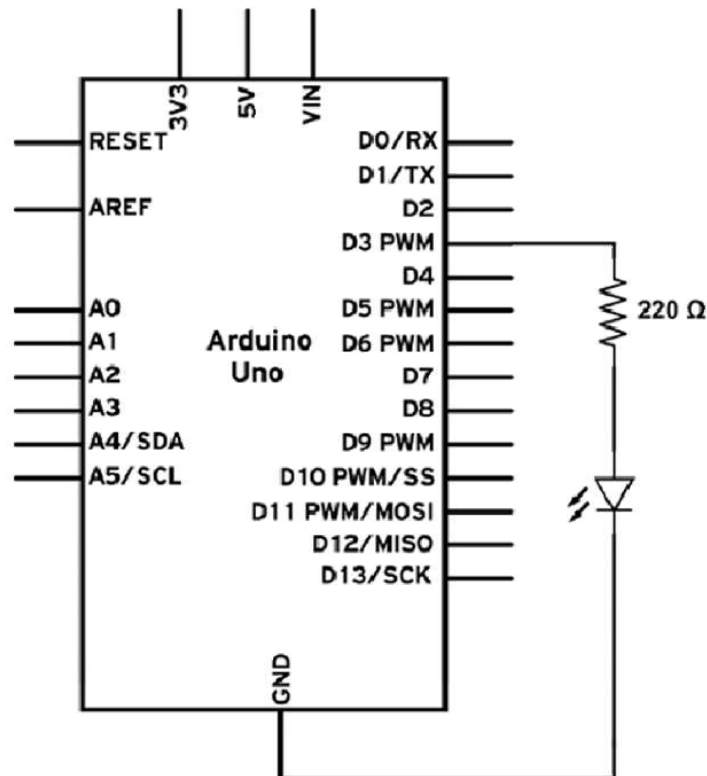 3V3
5V
VIN
RESET
AREF
A0
A1
A2
A3
A4/SDA
A5/SCL
Arduino
Uno
D0/RX
D1/TX
D2
D3 PWM
D4
D5 PWM
D6 PWM
D7
D8
D9 PWM
D10 PWM/SS
D11 PWM/MOSI
D12/MISO
D13/SCK
GND
220 Ω